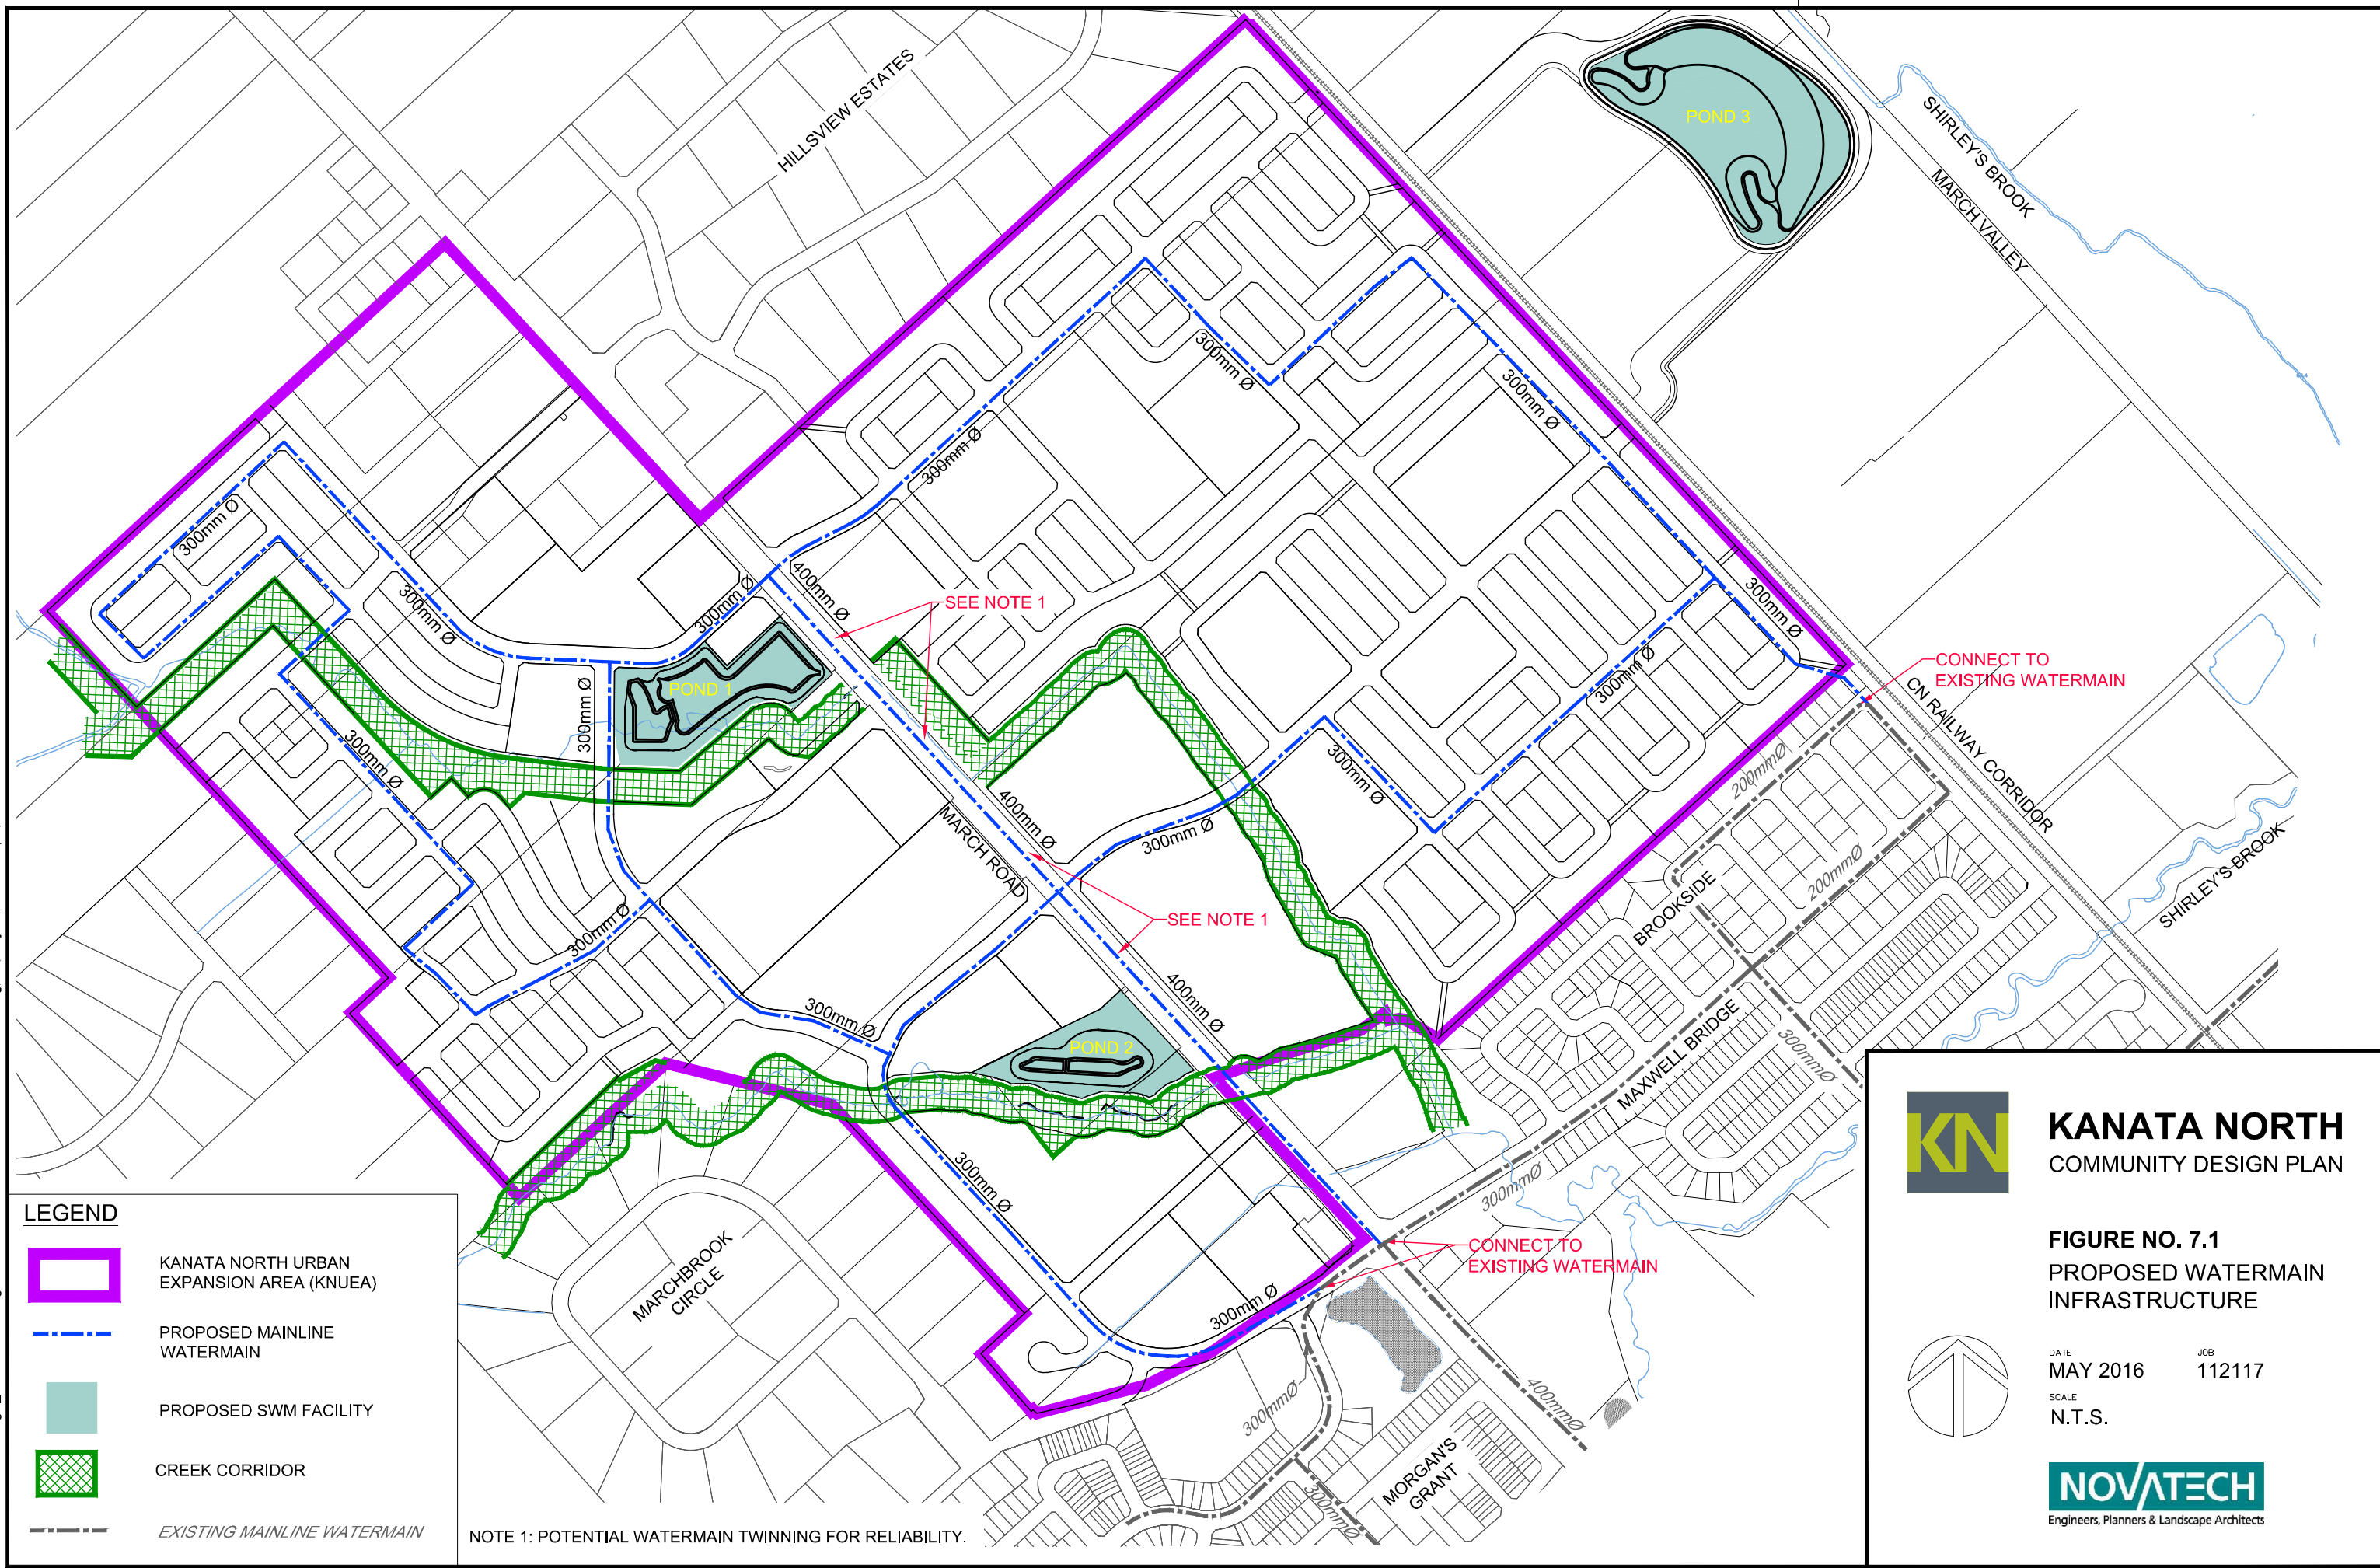 HILLSVIEW ESTATES
POND 3
SHIRLEY'S BROOK
MARCH VALLEY
300mm Ø
300mm Ø
300mm Ø
300mm Ø
300mm Ø
300mm Ø
400mm Ø
SEE NOTE 1
300mm Ø
300mm Ø
CONNECT TO
EXISTING WATERMAIN
CN RAILWAY CORRIDOR
POND 1
300mm Ø
300mm Ø
300mm Ø
200mmØ
400mm Ø
MARCH ROAD
300mm Ø
200mmØ
SHIRLEY'S BROOK
BROOKSIDE
SEE NOTE 1
300mm Ø
300mm Ø
400mm Ø
POND 2
MAXWELL BRIDGE
300mmØ
300mm Ø
300mmØ
MARCHBROOK
CIRCLE
CONNECT TO
EXISTING WATERMAIN
300mm Ø
300mmØ
400mmØ
MORGAN'S
GRANT
300mmØ
LEGEND
KANATA NORTH URBAN
EXPANSION AREA (KNUEA)
PROPOSED MAINLINE
WATERMAIN
PROPOSED SWM FACILITY
CREEK CORRIDOR
EXISTING MAINLINE WATERMAIN
NOTE 1: POTENTIAL WATERMAIN TWINNING FOR RELIABILITY.
KN
KANATA NORTH
COMMUNITY DESIGN PLAN
FIGURE NO. 7.1
PROPOSED WATERMAIN
INFRASTRUCTURE
DATE
MAY 2016
JOB
112117
SCALE
N.T.S.
NOVATECH
Engineers, Planners & Landscape Architects